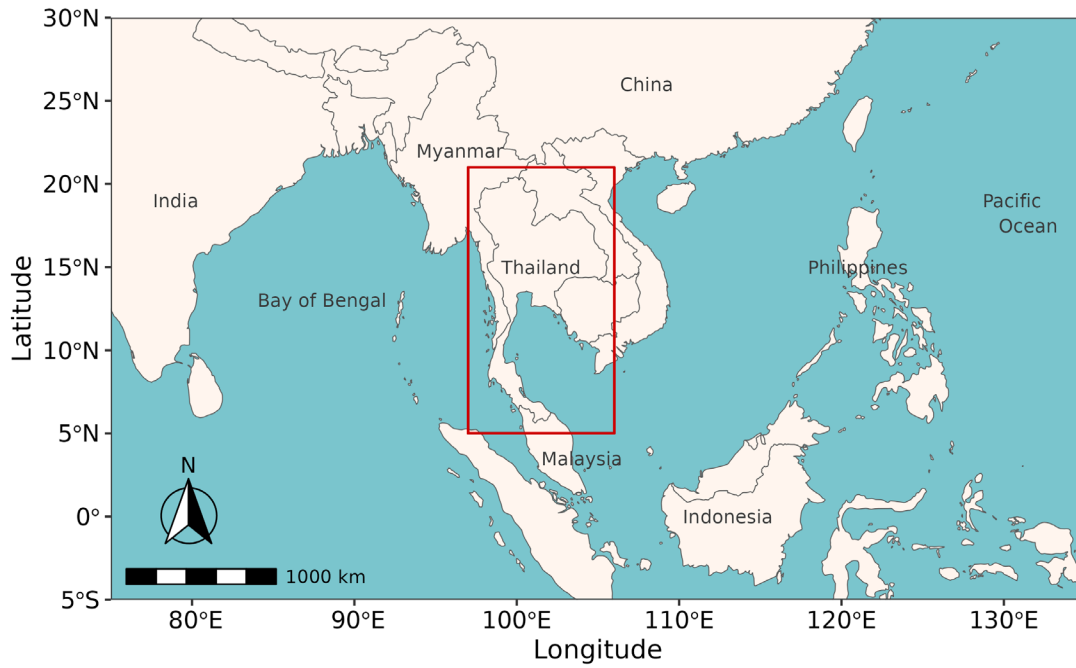 30°N
China
25°N
Myanmar
20°N
India
Pacific
Ocean
Thailand
Philippines
15°N
Bay of Bengal
Latitude
10°N
5°N
Malaysia
N
0°
Indonesia
1000 km
5°S
80°E
90°E
100°E
110°E
120°E
130°E
Longitude